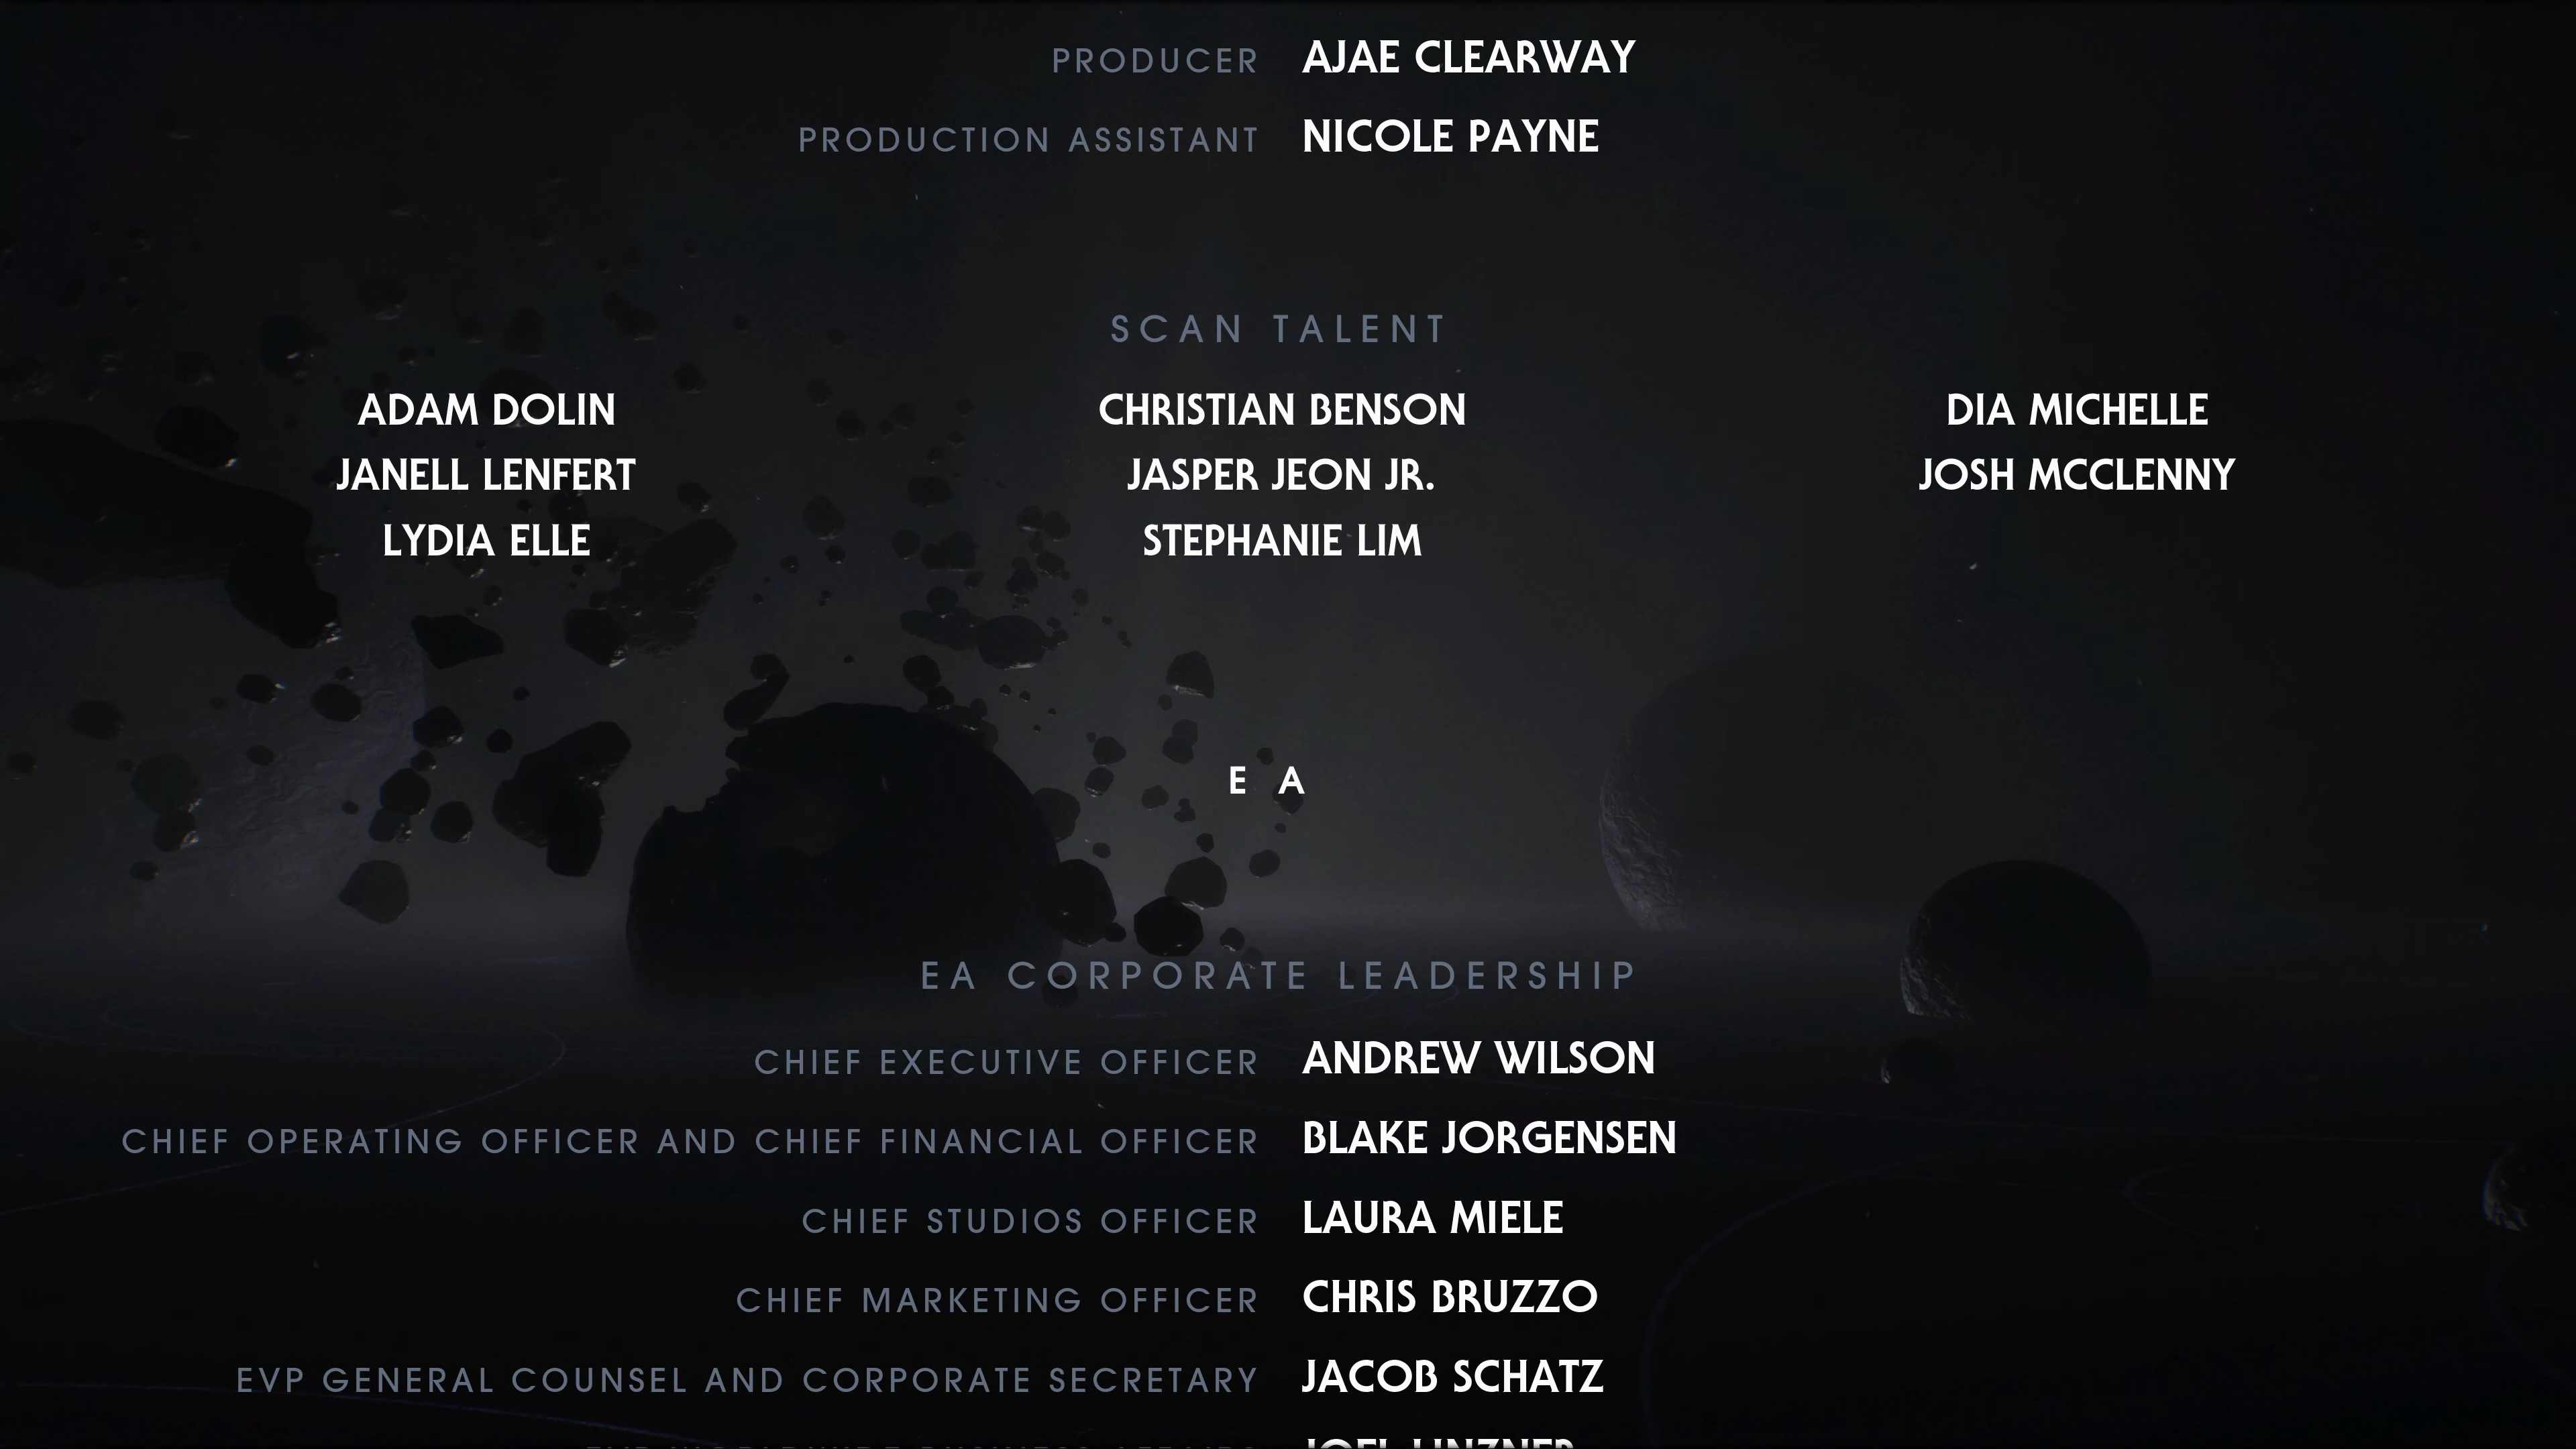 PRODUCER AJAE CLEARWAY
PRODUCTION ASSISTANT NICOLE PAYNE
SCAN TALENT
ADAM DOLIN CHRISTIAN BENSON DIA MICHELLE
JANELL LENFERT JASPER JEON JR. JOSH MCCLENNY
LYDIA ELLE STEPHANIE LIM
E A
EA CORPORATE LEADERSHIP
CHIEF EXECUTIVE OFFICER ANDREW WILSON
CHIEF OPERATING OFFICER AND CHIEF FINANCIAL OFFICER BLAKE JORGENSEN
CHIEF STUDIOS OFFICER LAURA MIELE
CHIEF MARKETING OFFICER CHRIS BRUZZO
EVP GENERAL COUNSEL AND CORPORATE SECRETARY JACOB SCHATZ